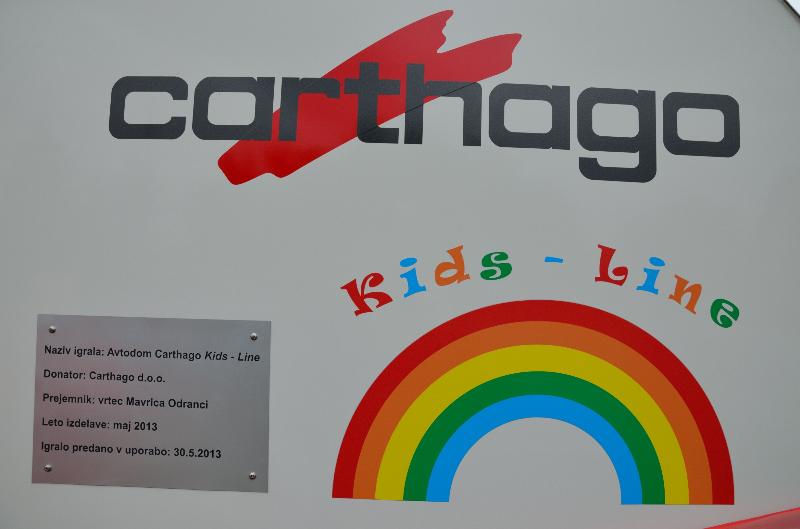 carthago
Kids - Line
Naziv igrala: Avtodom Carthago Kids - Line
Donator: Carthago d.o.o.
Prejemnik: vrtec Mavrica Odranci
Leto izdelave: maj 2013
Igralo predano v uporabo: 30.5.2013